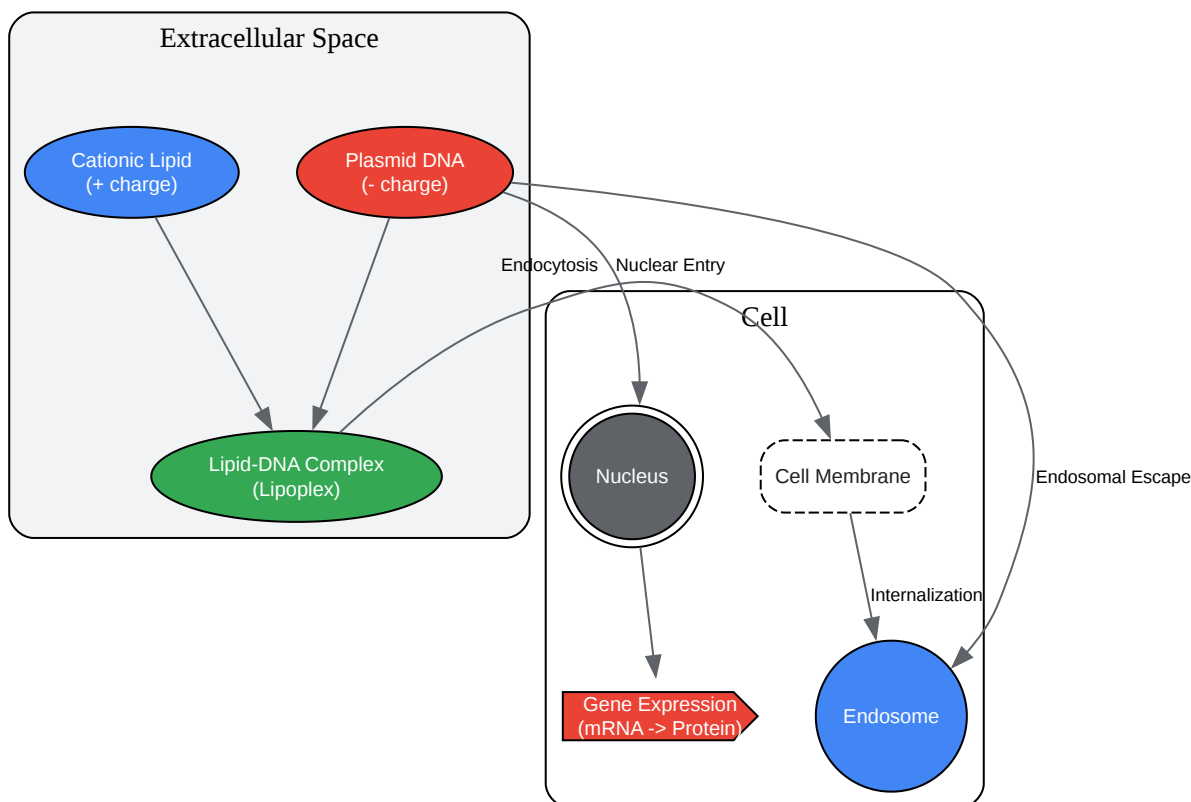 Extracellular Space
Cationic Lipid
(+ charge)
Plasmid DNA
(- charge)
Endocytosis
Nuclear Entry
Cell
Lipid-DNA Complex
(Lipoplex)
Nucleus
Cell Membrane
Endosomal Escape
Internalization
Gene Expression
(mRNA -> Protein)
Endosome